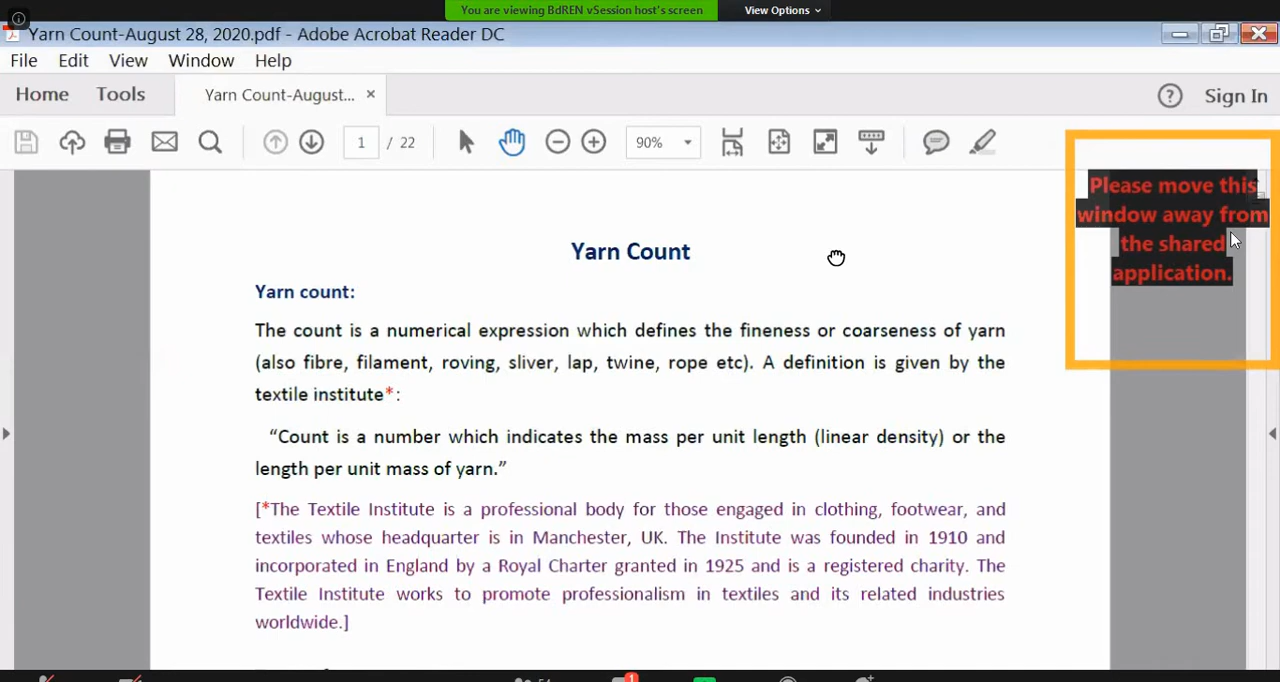 You are viewing BdREN vSession host's screen
View Options
Yarn Count-August 28, 2020.pdf - Adobe Acrobat Reader DC
File Edit View Window Help
Home Tools Yarn Count-August... × Sign In
1 / 22 90%
Please move this
window away from
the shared
application.
Yarn Count
Yarn count:
The count is a numerical expression which defines the fineness or coarseness of yarn
(also fibre, filament, roving, sliver, lap, twine, rope etc). A definition is given by the
textile institute*:
“Count is a number which indicates the mass per unit length (linear density) or the
length per unit mass of yarn.”
[*The Textile Institute is a professional body for those engaged in clothing, footwear, and
textiles whose headquarter is in Manchester, UK. The Institute was founded in 1910 and
incorporated in England by a Royal Charter granted in 1925 and is a registered charity. The
Textile Institute works to promote professionalism in textiles and its related industries
worldwide.]
1